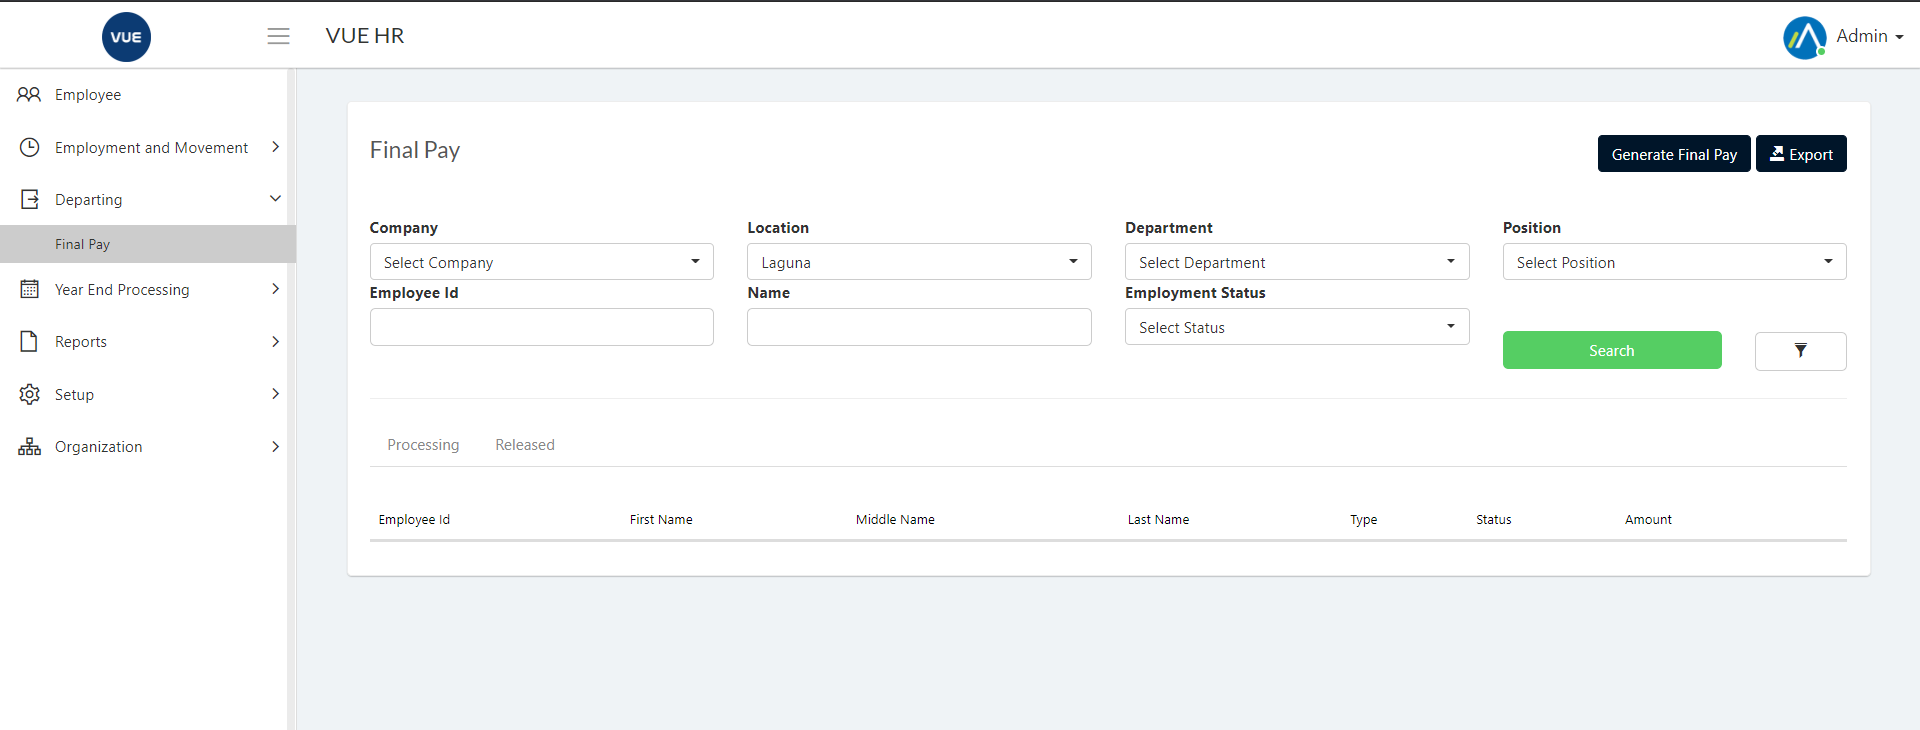 VUE
VUE HR
Admin
Employee
Employment and Movement
Departing
Final Pay
Year End Processing
Reports
Setup
Organization
Final Pay
Generate Final Pay
Export
Company
Location
Department
Position
Select Company
Laguna
Select Department
Select Position
Employee Id
Name
Employment Status
Select Status
Search
Processing
Released
Employee Id
First Name
Middle Name
Last Name
Type
Status
Amount